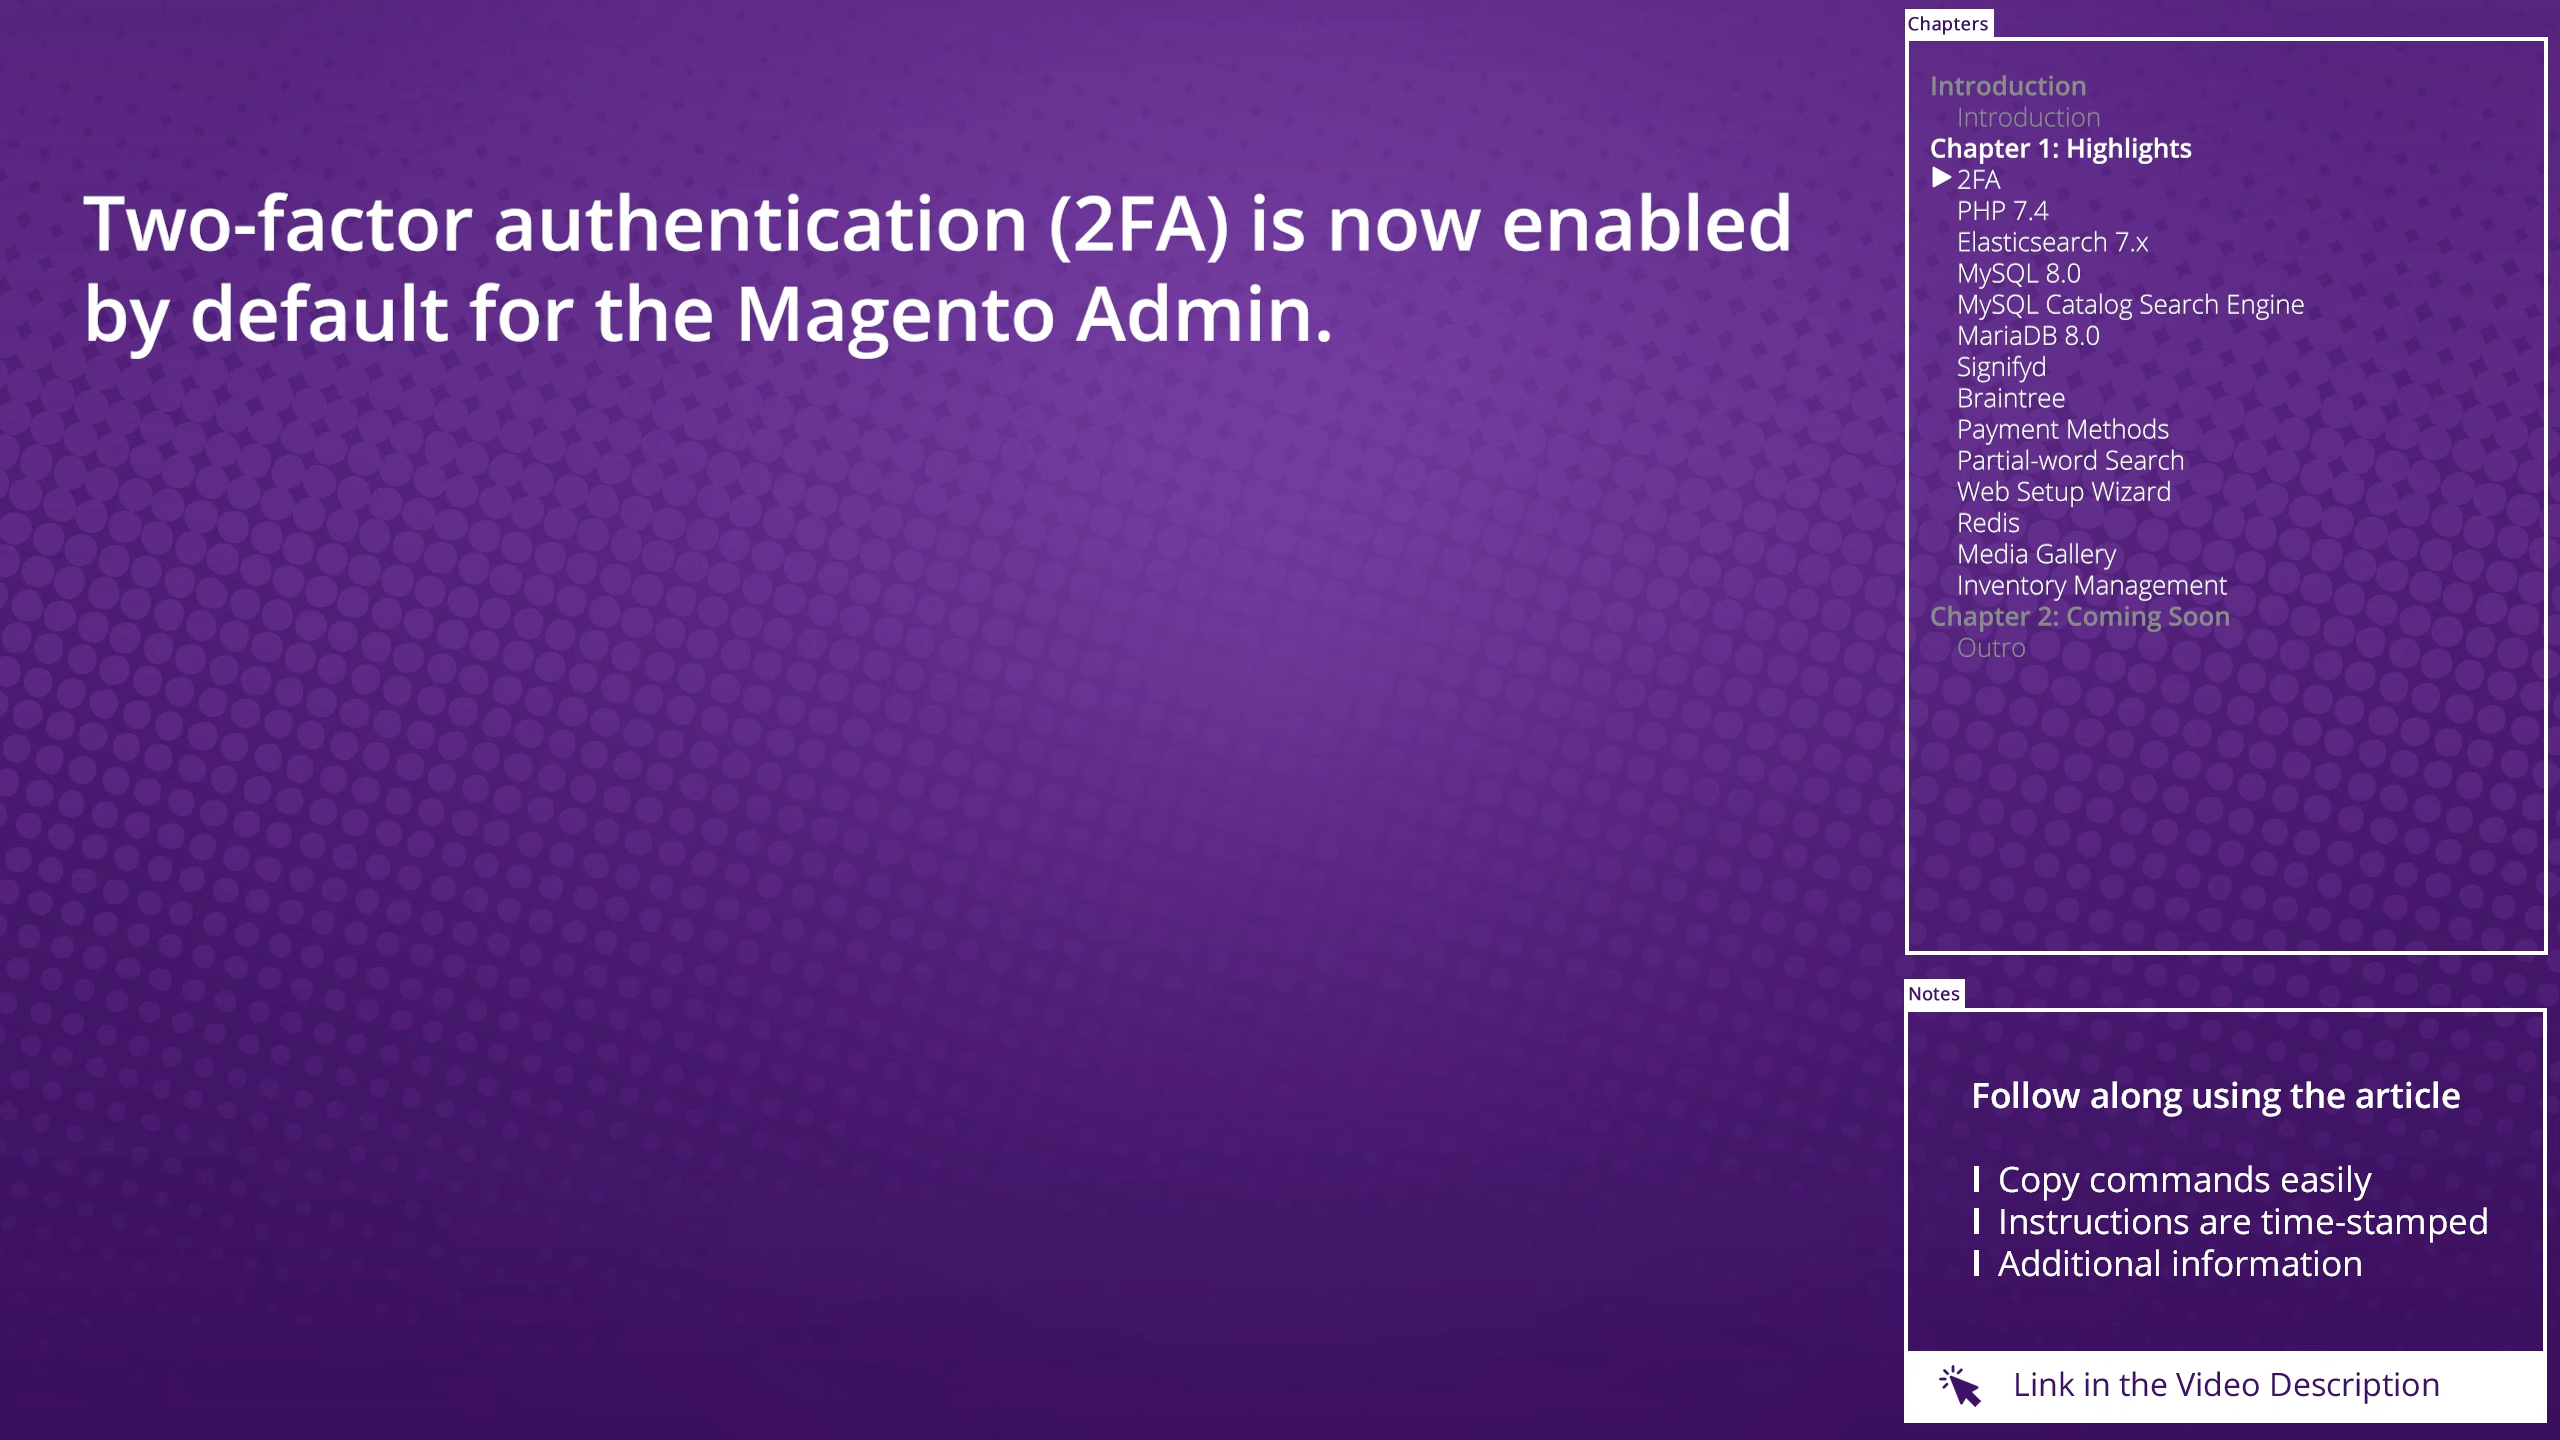 Two-factor authentication (2FA) is now enabled
by default for the Magento Admin.
Chapters
Introduction
Introduction
Chapter 1: Highlights
2FA
PHP 7.4
Elasticsearch 7.x
MySQL 8.0
MySQL Catalog Search Engine
MariaDB 8.0
Signifyd
Braintree
Payment Methods
Partial-word Search
Web Setup Wizard
Redis
Media Gallery
Inventory Management
Chapter 2: Coming Soon
Outro
Notes
Follow along using the article
Copy commands easily
Instructions are time-stamped
Additional information
Link in the Video Description